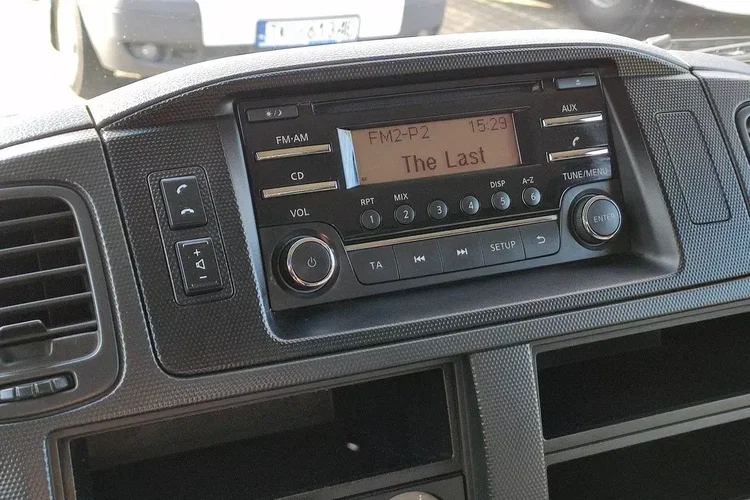 FM·AM
CD
VOL
FM2-P2 15:29
The Last
AUX
TUNE/MENU
RPT MIX DISP A-Z
1 2 3 4 5 6
TA SETUP
ENTER
+
-